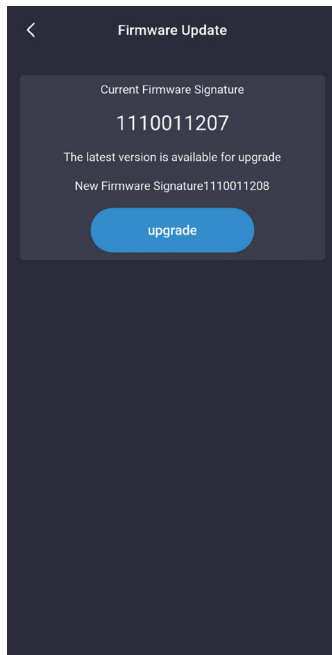 Firmware Update
Current Firmware Signature
1110011207
The latest version is available for upgrade
New Firmware Signature1110011208
upgrade